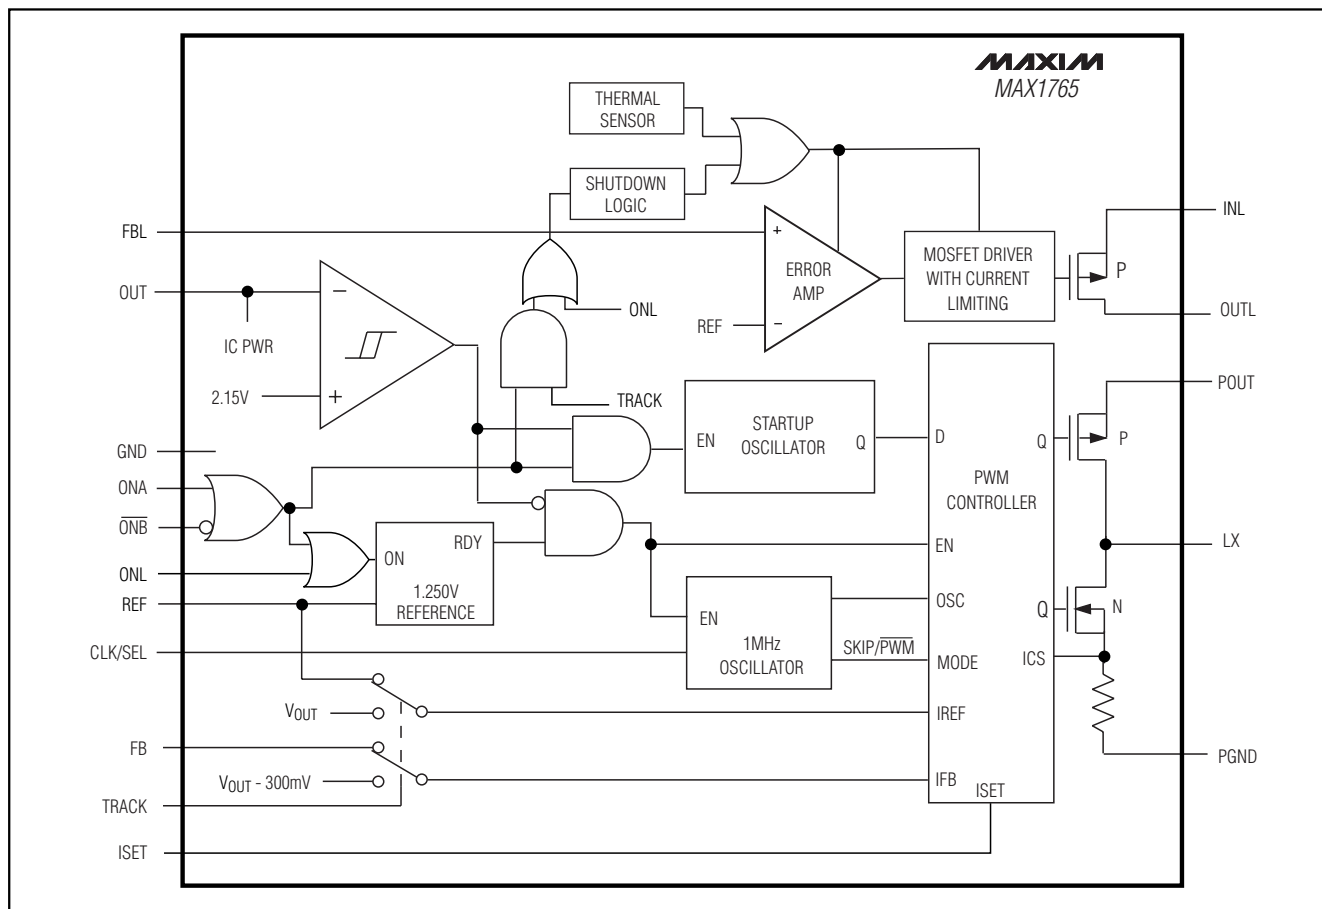 MAXIM
MAX1765
THERMAL
SENSOR
SHUTDOWN
LOGIC
FBL
+
ERROR
AMP
REF
−
MOSFET DRIVER
WITH CURRENT
LIMITING
P
INL
OUTL
OUT
−
IC PWR
2.15V
+
ONL
TRACK
GND
ONA
ONB
ONL
REF
CLK/SEL
ON
RDY
1.250V
REFERENCE
EN
STARTUP
OSCILLATOR
Q
D
Q
PWM
CONTROLLER
EN
OSC
MODE
IREF
IFB
ISET
ICS
Q
P
N
POUT
LX
PGND
EN
1MHz
OSCILLATOR
SKIP/PWM
VOUT
FB
VOUT - 300mV
TRACK
ISET